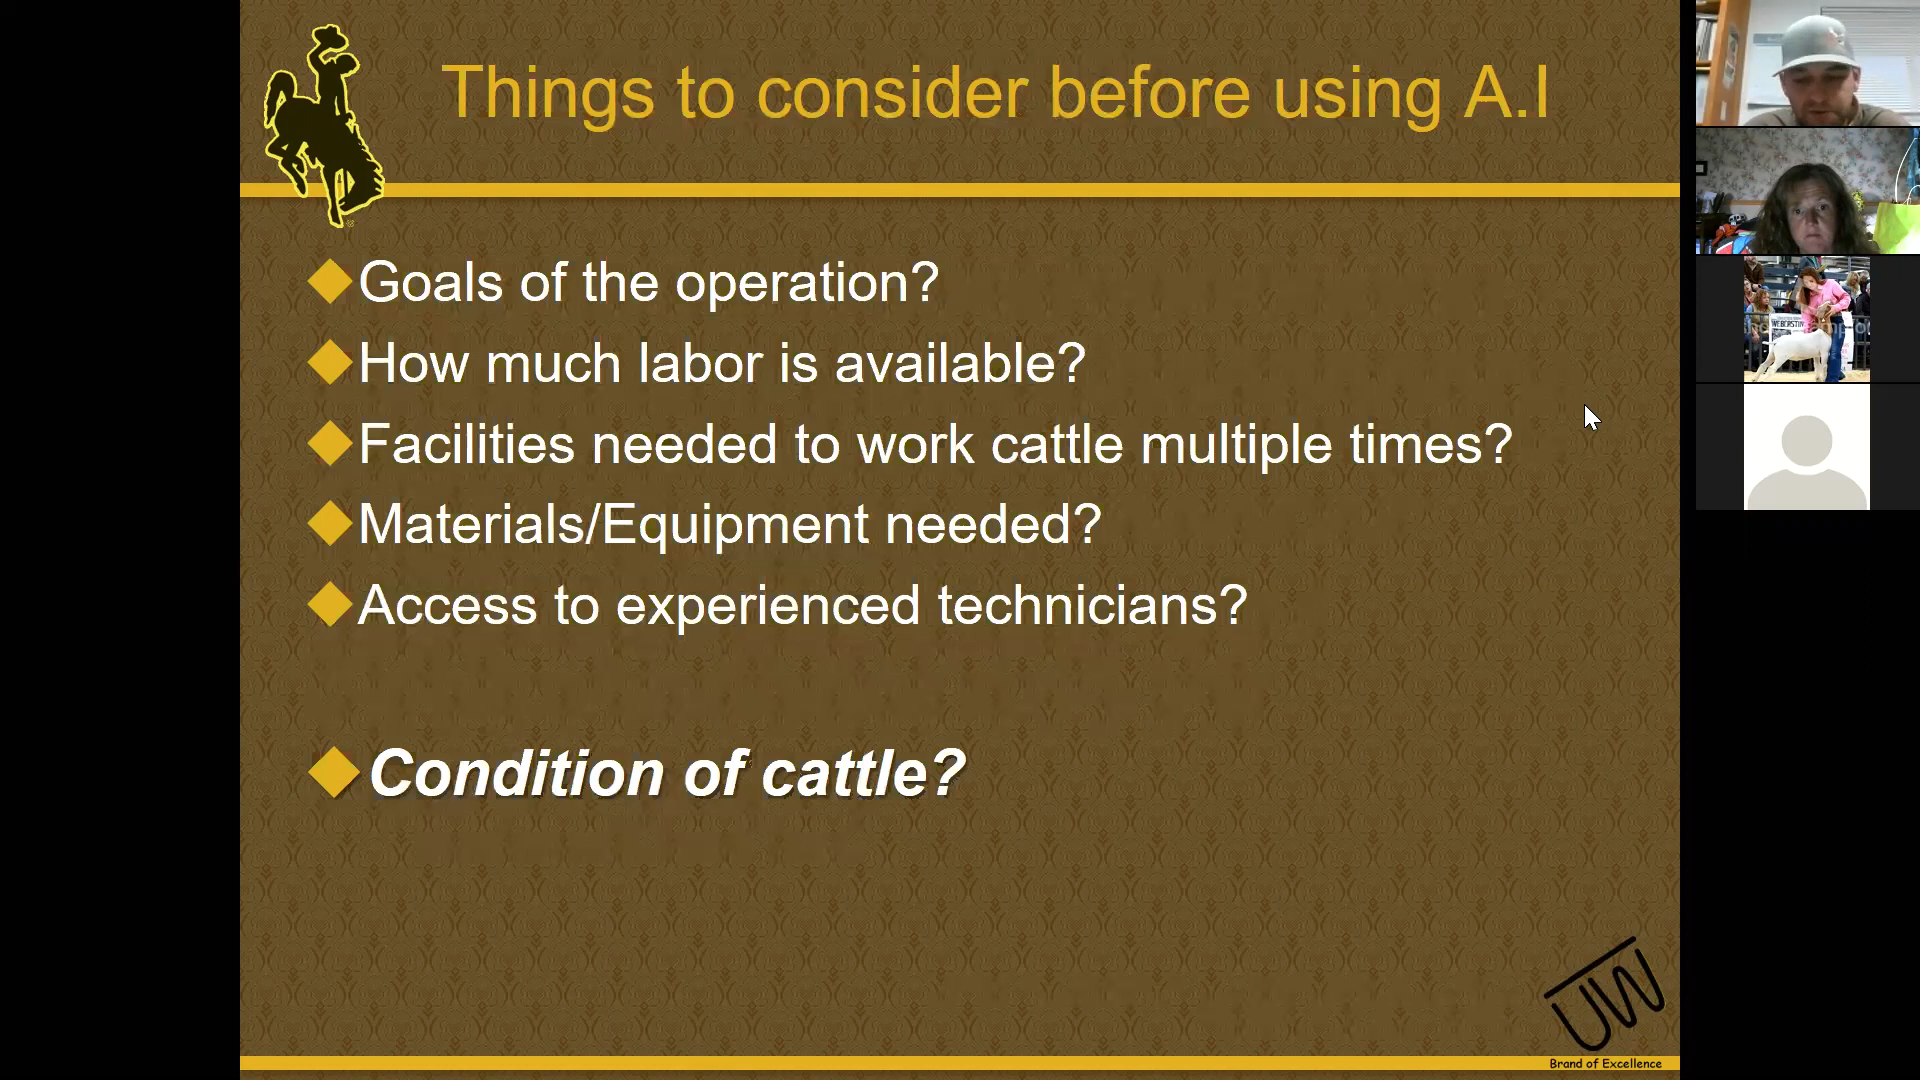 Things to consider before using A.I
Goals of the operation?
How much labor is available?
Facilities needed to work cattle multiple times?
Materials/Equipment needed?
Access to experienced technicians?
Condition of cattle?
UW
Brand of Excellence